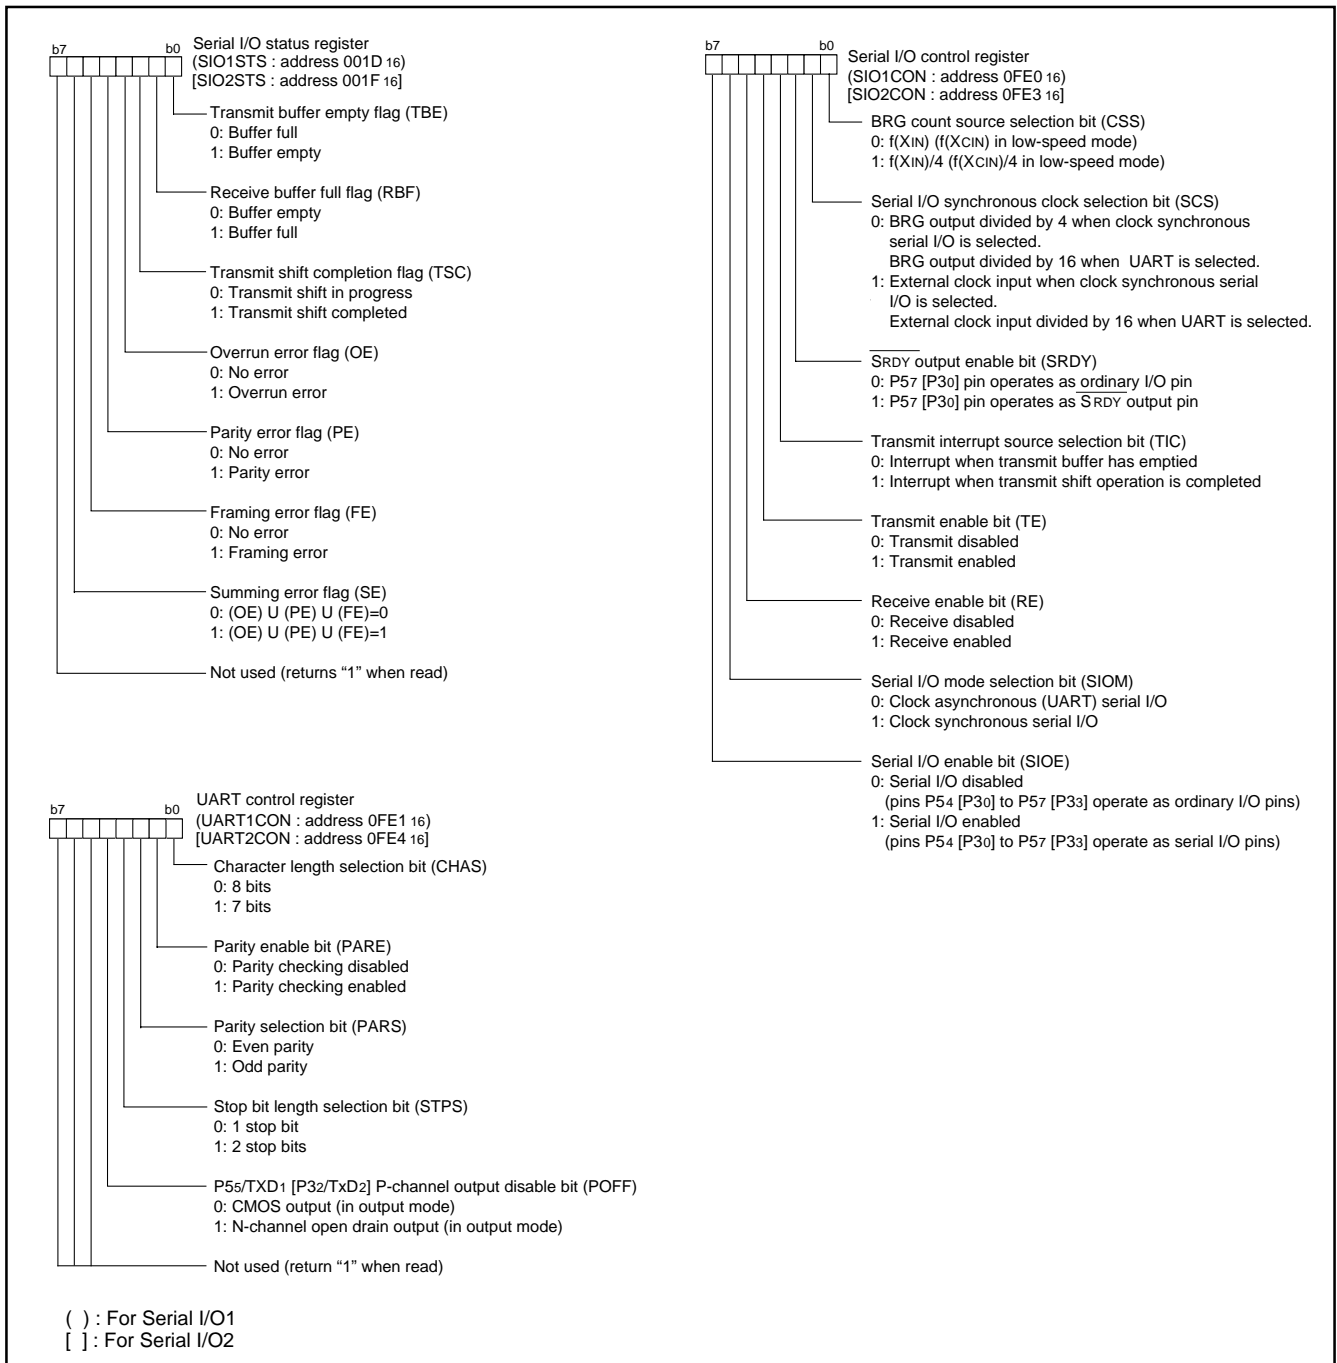 b7 b0 Serial I/O status register
(SIO1STS : address 001D 16)
[SIO2STS : address 001F 16]
Transmit buffer empty flag (TBE)
0: Buffer full
1: Buffer empty
Receive buffer full flag (RBF)
0: Buffer empty
1: Buffer full
Transmit shift completion flag (TSC)
0: Transmit shift in progress
1: Transmit shift completed
Overrun error flag (OE)
0: No error
1: Overrun error
Parity error flag (PE)
0: No error
1: Parity error
Framing error flag (FE)
0: No error
1: Framing error
Summing error flag (SE)
0: (OE) U (PE) U (FE)=0
1: (OE) U (PE) U (FE)=1
Not used (returns “1” when read)
b7 b0 UART control register
(UART1CON : address 0FE1 16)
[UART2CON : address 0FE4 16]
Character length selection bit (CHAS)
0: 8 bits
1: 7 bits
Parity enable bit (PARE)
0: Parity checking disabled
1: Parity checking enabled
Parity selection bit (PARS)
0: Even parity
1: Odd parity
Stop bit length selection bit (STPS)
0: 1 stop bit
1: 2 stop bits
P55/TXD1 [P32/TxD2] P-channel output disable bit (POFF)
0: CMOS output (in output mode)
1: N-channel open drain output (in output mode)
Not used (return “1” when read)
( ) : For Serial I/O1
[ ] : For Serial I/O2
b7 b0 Serial I/O control register
(SIO1CON : address 0FE0 16)
[SIO2CON : address 0FE3 16]
BRG count source selection bit (CSS)
0: f(XIN) (f(XCIN) in low-speed mode)
1: f(XIN)/4 (f(XCIN)/4 in low-speed mode)
Serial I/O synchronous clock selection bit (SCS)
0: BRG output divided by 4 when clock synchronous
serial I/O is selected.
BRG output divided by 16 when UART is selected.
1: External clock input when clock synchronous serial
I/O is selected.
External clock input divided by 16 when UART is selected.
SRDY output enable bit (SRDY)
0: P57 [P30] pin operates as ordinary I/O pin
1: P57 [P30] pin operates as SRDY output pin
Transmit interrupt source selection bit (TIC)
0: Interrupt when transmit buffer has emptied
1: Interrupt when transmit shift operation is completed
Transmit enable bit (TE)
0: Transmit disabled
1: Transmit enabled
Receive enable bit (RE)
0: Receive disabled
1: Receive enabled
Serial I/O mode selection bit (SIOM)
0: Clock asynchronous (UART) serial I/O
1: Clock synchronous serial I/O
Serial I/O enable bit (SIOE)
0: Serial I/O disabled
(pins P54 [P30] to P57 [P33] operate as ordinary I/O pins)
1: Serial I/O enabled
(pins P54 [P30] to P57 [P33] operate as serial I/O pins)